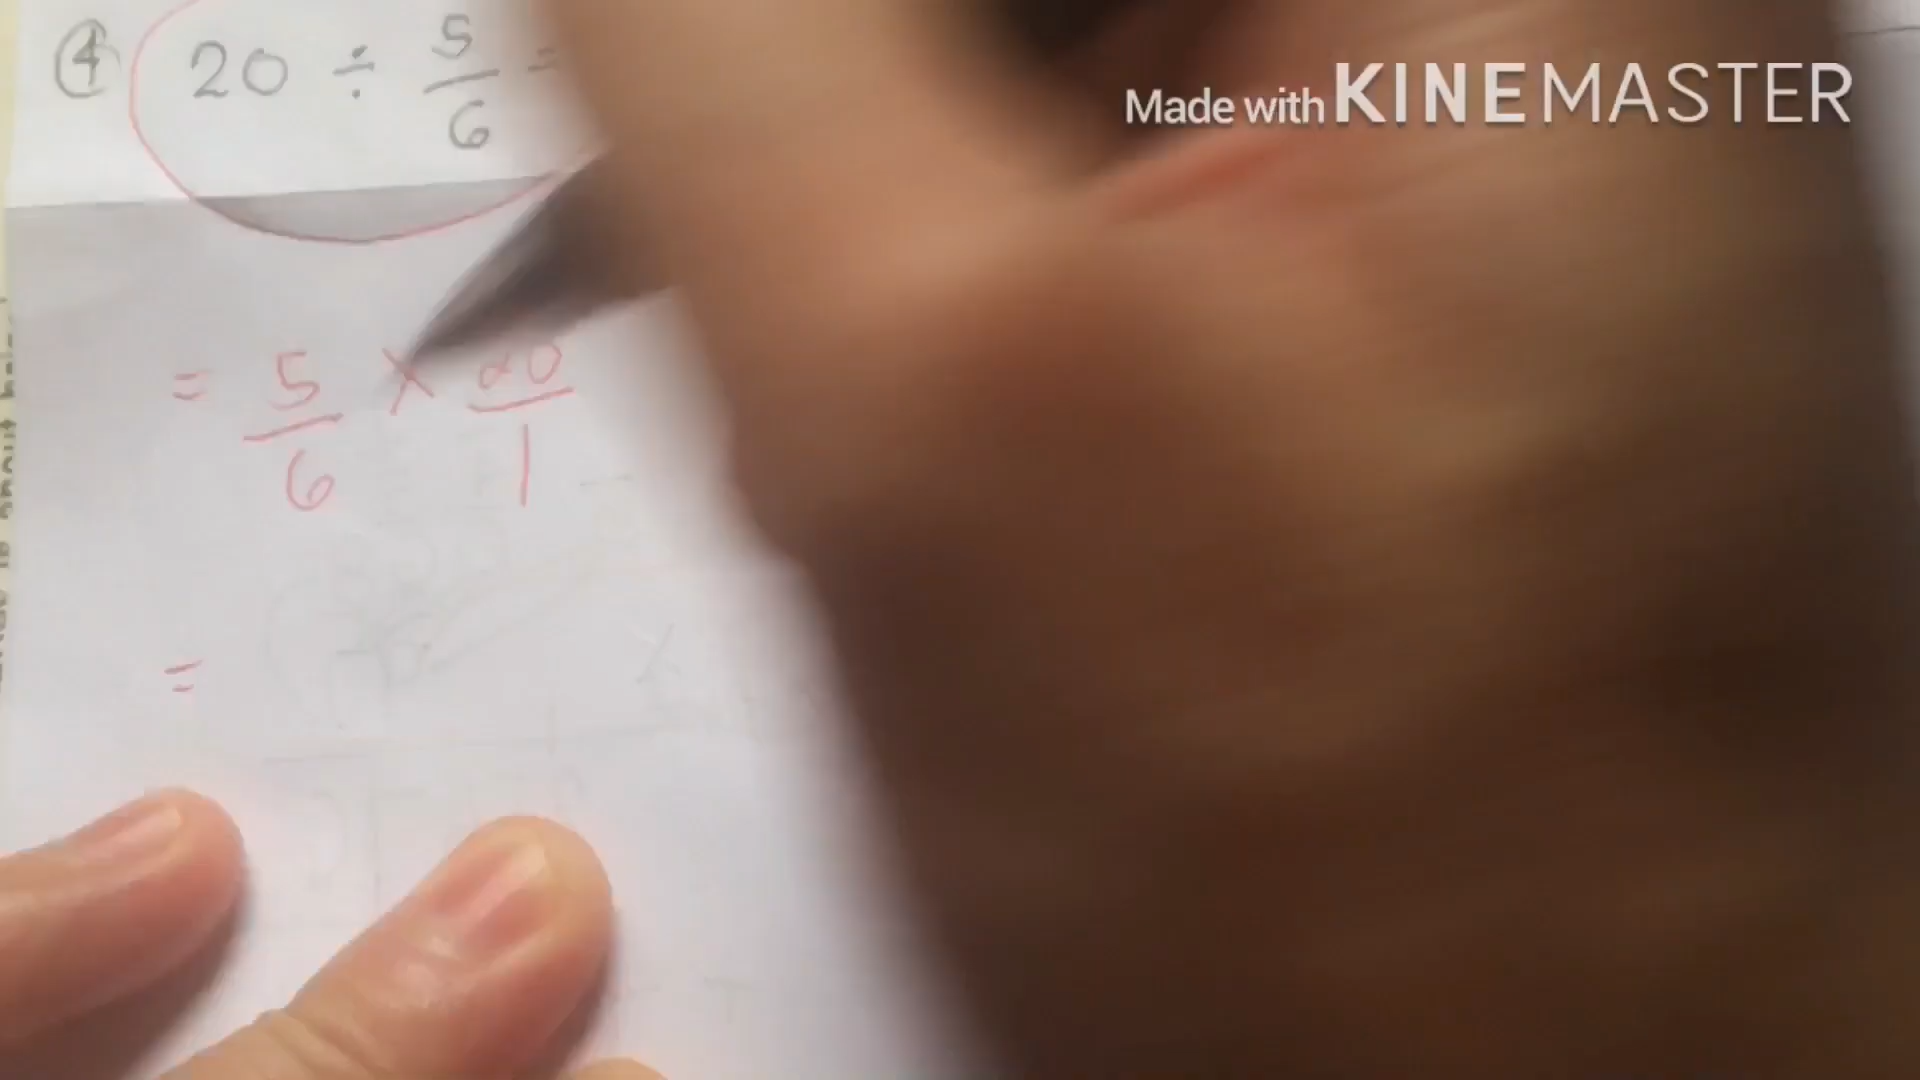 ④ 20 ÷ 5/6 =
Made with KINEMASTER
= 5/6 × 20/1
=